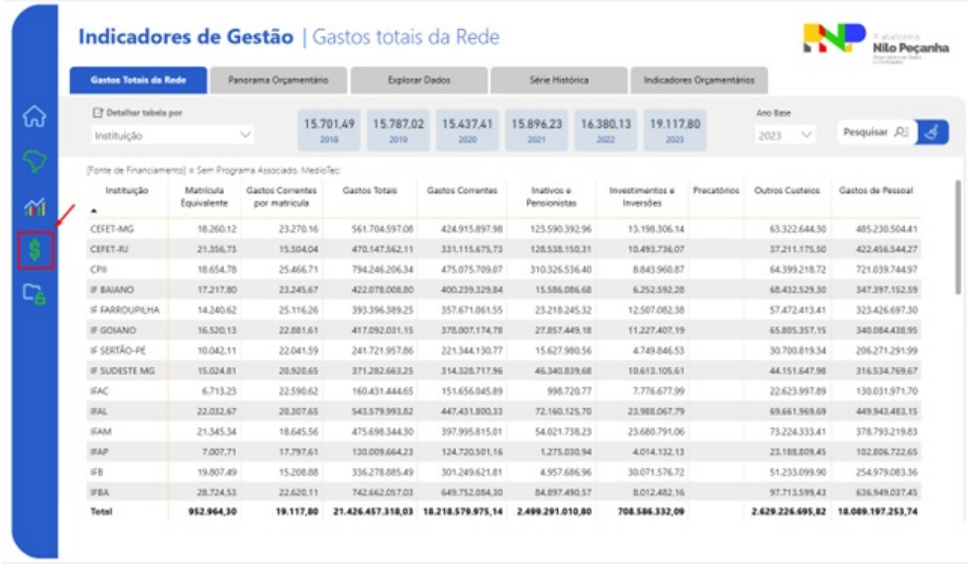 Indicadores de Gestão | Gastos totais da Rede
Plataforma
Nilo Peçanha
Gastos Totais da Rede Panorama Orçamentário Explorar Dados Série Histórica Indicadores Orçamentários
Detalhar tabela por
Instituição
15.701,49 15.787,02 15.437,41 15.896,23 16.380,13 19.117,80
2018 2019 2020 2021 2022 2023
Ano Base
2023
Pesquisar
[Fonte de Financiamento] ≠ Sem Programa Associado, MedioTec;
Instituição Matrícula Equivalente Gastos Correntes por matrícula Gastos Totais Gastos Correntes Inativos e Pensionistas Investimentos e Inversões Precatórios Outros Custeios Gastos de Pessoal
CEFET-MG 18.260,12 23.270,16 561.704.597,08 424.915.897,98 123.590.392,96 13.198.306,14 63.322.644,30 485.230.504,41
CEFET-RJ 21.356,73 15.504,04 470.147.562,11 331.115.675,73 128.538.150,31 10.493.736,07 37.211.175,50 422.456.544,27
CPII 18.654,78 25.466,71 794.246.206,34 475.075.709,07 310.326.536,40 8.843.960,87 64.399.218,72 721.039.744,97
IF BAIANO 17.217,80 23.245,67 422.078.008,80 400.239.329,84 15.586.086,68 6.252.592,28 68.432.529,30 347.397.152,59
IF FARROUPILHA 14.240,62 25.116,26 393.396.389,25 357.671.061,55 23.218.245,32 12.507.082,38 57.472.413,41 323.426.697,30
IF GOIANO 16.520,13 22.881,61 417.092.031,15 378.007.174,78 27.857.449,18 11.227.407,19 65.805.357,15 340.084.438,95
IF SERTÃO-PE 10.042,11 22.041,59 241.721.957,86 221.344.130,77 15.627.980,56 4.749.846,53 30.700.819,34 206.271.291,99
IF SUDESTE MG 15.024,81 20.920,65 371.282.663,25 314.328.717,96 46.340.839,68 10.613.105,61 44.151.647,98 316.534.769,67
IFAC 6.713,23 22.590,62 160.431.444,65 151.656.045,89 998.720,77 7.776.677,99 22.623.997,89 130.031.971,70
IFAL 22.032,67 20.307,65 543.579.993,82 447.431.800,33 72.160.125,70 23.988.067,79 69.661.969,69 449.943.483,15
IFAM 21.345,34 18.645,56 475.698.344,30 397.995.815,01 54.021.738,23 23.680.791,06 73.224.333,41 378.793.219,83
IFAP 7.007,71 17.797,61 130.009.664,23 124.720.501,16 1.275.030,94 4.014.132,13 23.188.809,45 102.806.722,65
IFB 19.807,49 15.208,88 336.278.885,49 301.249.621,81 4.957.686,96 30.071.576,72 51.233.099,90 254.979.083,36
IFBA 28.724,53 22.620,11 742.662.057,03 649.752.084,30 84.897.490,57 8.012.482,16 97.713.599,43 636.949.037,45
Total 952.964,30 19.117,80 21.426.457.318,03 18.218.579.975,14 2.499.291.010,80 708.586.332,09 2.629.226.695,82 18.089.197.253,74